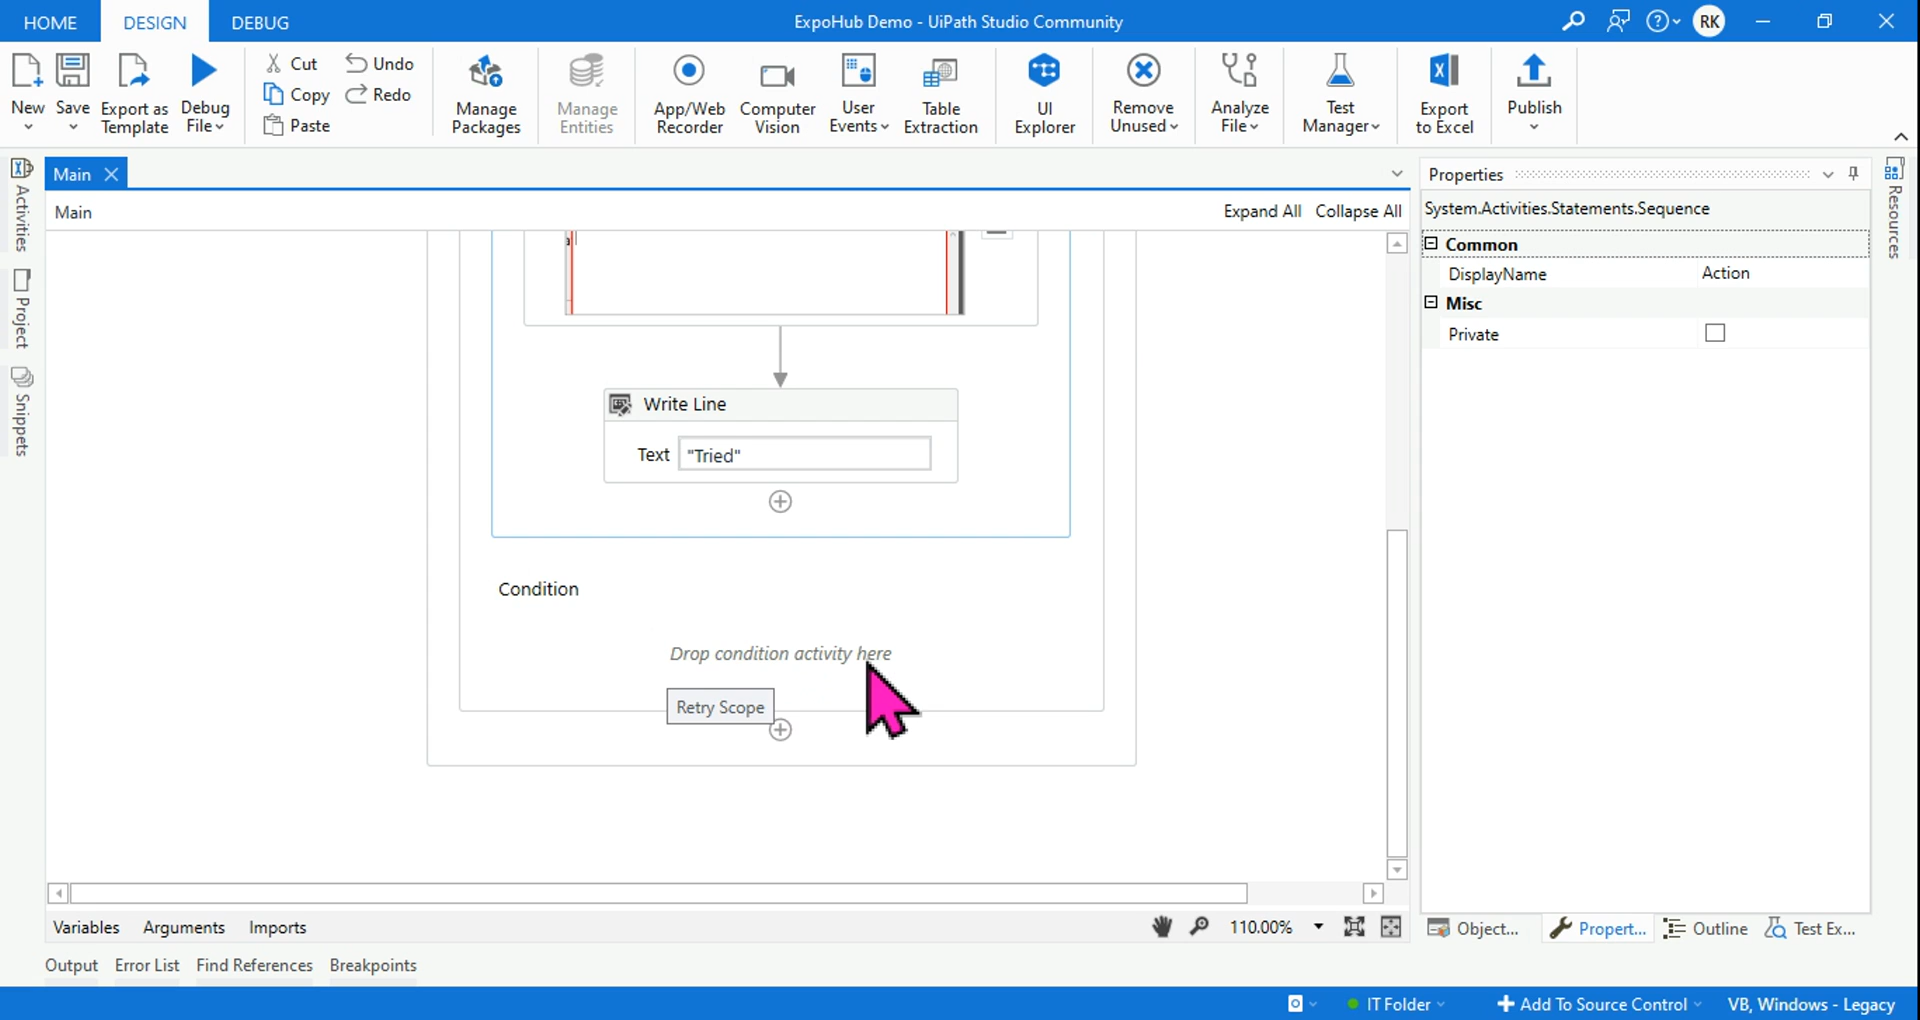 HOME DESIGN DEBUG ExpoHub Demo - UiPath Studio Community RK
New Save Export as Template Debug File Cut Copy Paste Undo Redo Manage Packages Manage Entities App/Web Recorder Computer Vision User Events Table Extraction UI Explorer Remove Unused Analyze File Test Manager Export to Excel Publish
Activities
Project
Snippets
Main
Main Expand All Collapse All
Write Line
Text "Tried"
Condition
Drop condition activity here
Retry Scope
Properties
System.Activities.Statements.Sequence
Common
DisplayName Action
Misc
Private
Resources
Variables Arguments Imports 110.00% Object... Propert... Outline Test Ex...
Output Error List Find References Breakpoints
IT Folder Add To Source Control VB, Windows - Legacy